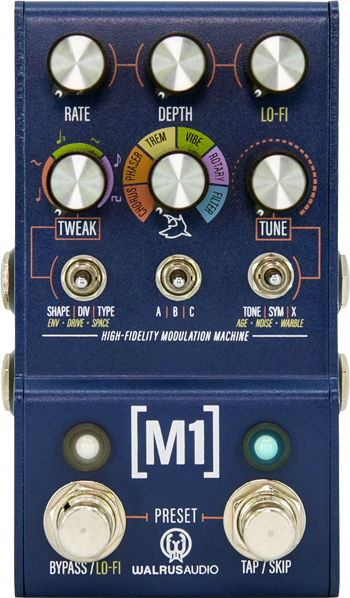 RATE DEPTH LO-FI
CHORUS PHASER TREM VIBE ROTARY FILTER
TWEAK TUNE
SHAPE | DIV | TYPE A | B | C TONE | SYM | X
ENV · DRIVE · SPACE AGE · NOISE · WARBLE
HIGH-FIDELITY MODULATION MACHINE
[M1]
PRESET
BYPASS/LO-FI WALRUSAUDIO TAP / SKIP